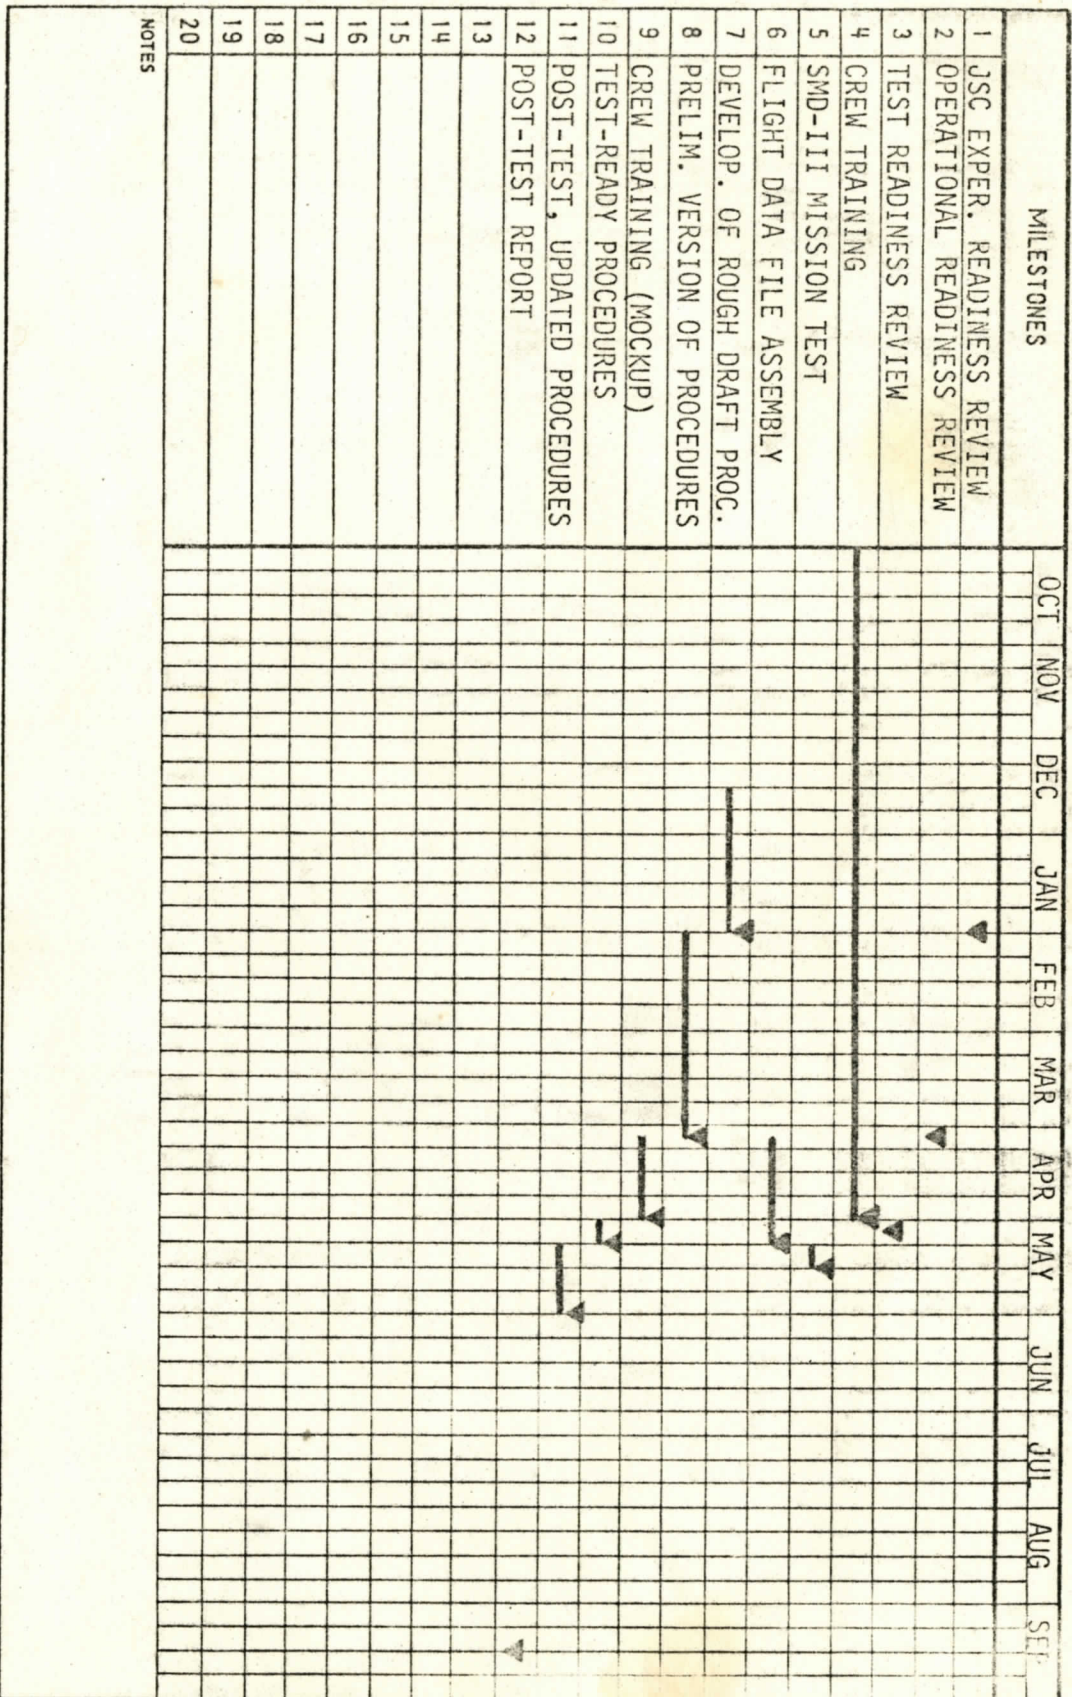 MILESTONES
OCT NOV DEC JAN FEB MAR APR MAY JUN JUL AUG SEP
1 JSC EXPER. READINESS REVIEW
2 OPERATIONAL READINESS REVIEW
3 TEST READINESS REVIEW
4 CREW TRAINING
5 SMD-III MISSION TEST
6 FLIGHT DATA FILE ASSEMBLY
7 DEVELOP. OF ROUGH DRAFT PROC.
8 PRELIM. VERSION OF PROCEDURES
9 CREW TRAINING (MOCKUP)
10 TEST-READY PROCEDURES
11 POST-TEST, UPDATED PROCEDURES
12 POST-TEST REPORT
13
14
15
16
17
18
19
20
NOTES